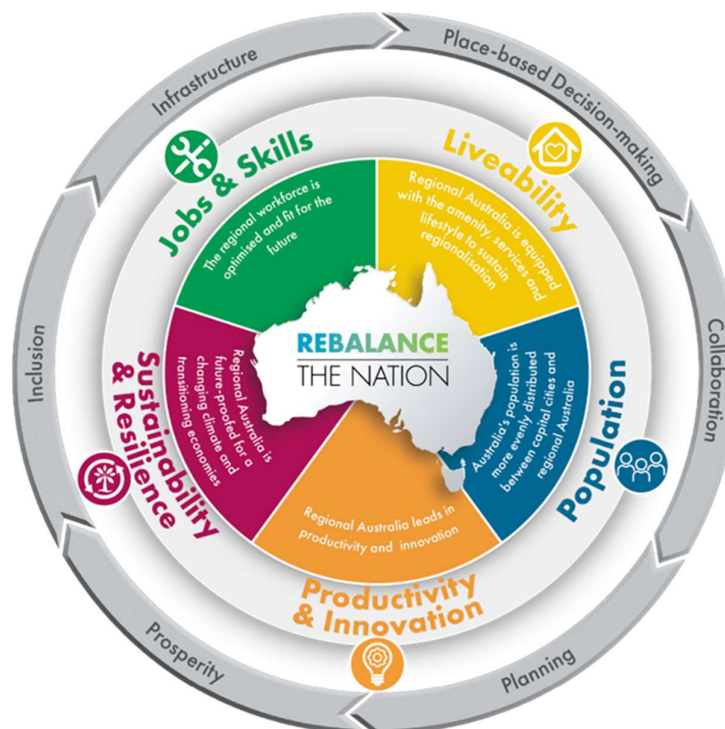 Infrastructure
Place-based Decision-making
Collaboration
Planning
Prosperity
Inclusion
Jobs & Skills
The regional workforce is
optimised and fit for the
future
Liveability
Regional Australia is equipped
with the amenity, services and
lifestyle to sustain
regionalisation
Population
Australia's population is
more evenly distributed
between capital cities and
regional Australia
Productivity
& Innovation
Regional Australia leads in
productivity and innovation
Sustainability
& Resilience
Regional Australia is
future-proofed for a
changing climate and
transitioning economies
REBALANCE
THE NATION